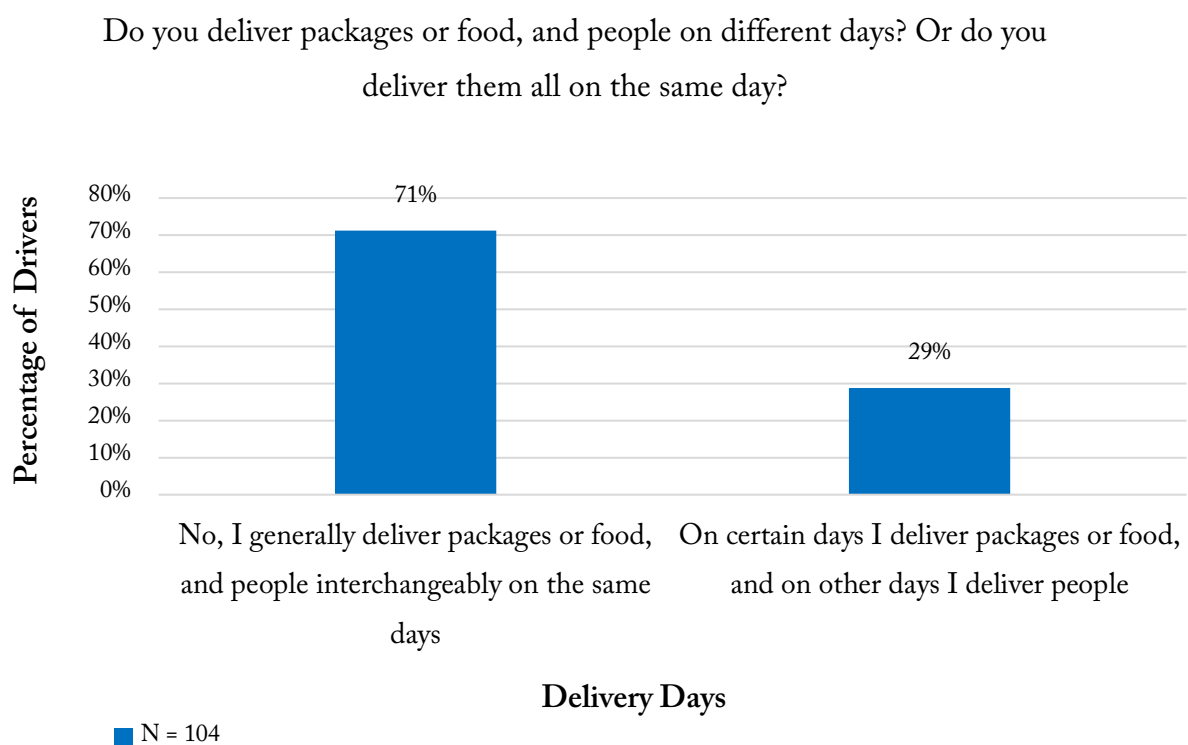 Do you deliver packages or food, and people on different days? Or do you
deliver them all on the same day?
Percentage of Drivers
80%
70%
60%
50%
40%
30%
20%
10%
0%
71%
29%
No, I generally deliver packages or food,
and people interchangeably on the same
days
On certain days I deliver packages or food,
and on other days I deliver people
Delivery Days
N = 104